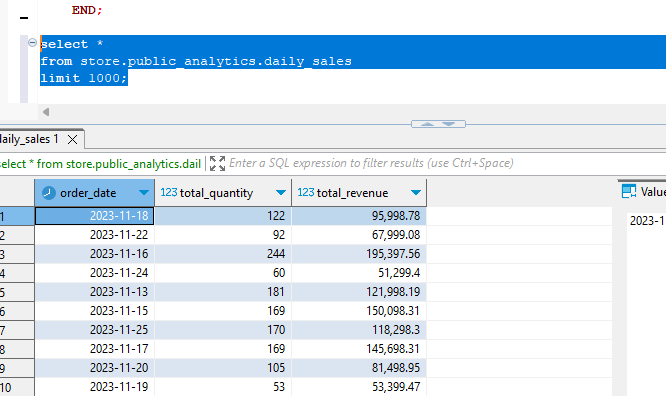 END;
select *
from store.public_analytics.daily_sales
limit 1000;
daily_sales 1
select * from store.public_analytics.dail
Enter a SQL expression to filter results (use Ctrl+Space)
order_date 123 total_quantity 123 total_revenue
1 2023-11-18 122 95,998.78
2 2023-11-22 92 67,999.08
3 2023-11-16 244 195,397.56
4 2023-11-24 60 51,299.4
5 2023-11-13 181 121,998.19
6 2023-11-15 169 150,098.31
7 2023-11-25 170 118,298.3
8 2023-11-17 169 145,698.31
9 2023-11-20 105 81,498.95
10 2023-11-19 53 53,399.47
Value
2023-1